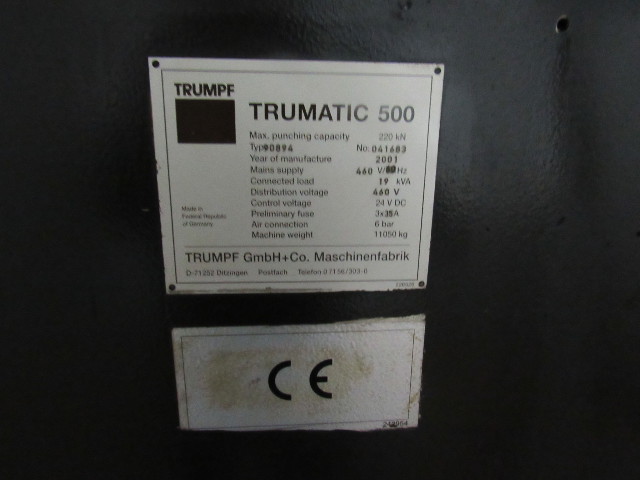 TRUMPF
TRUMATIC 500
Max. punching capacity 220 kN
Typ 90894 No. 041683
Year of manufacture 2001
Mains supply 460 V/ Hz
Connected load 19 kVA
Distribution voltage 460 V
Control voltage 24 V DC
Preliminary fuse 3x35A
Air connection 6 bar
Machine weight 11050 kg
Made in
Federal Republic
of Germany
TRUMPF GmbH+Co. Maschinenfabrik
D-71252 Ditzingen Postfach Telefon 07156/303-0
CE